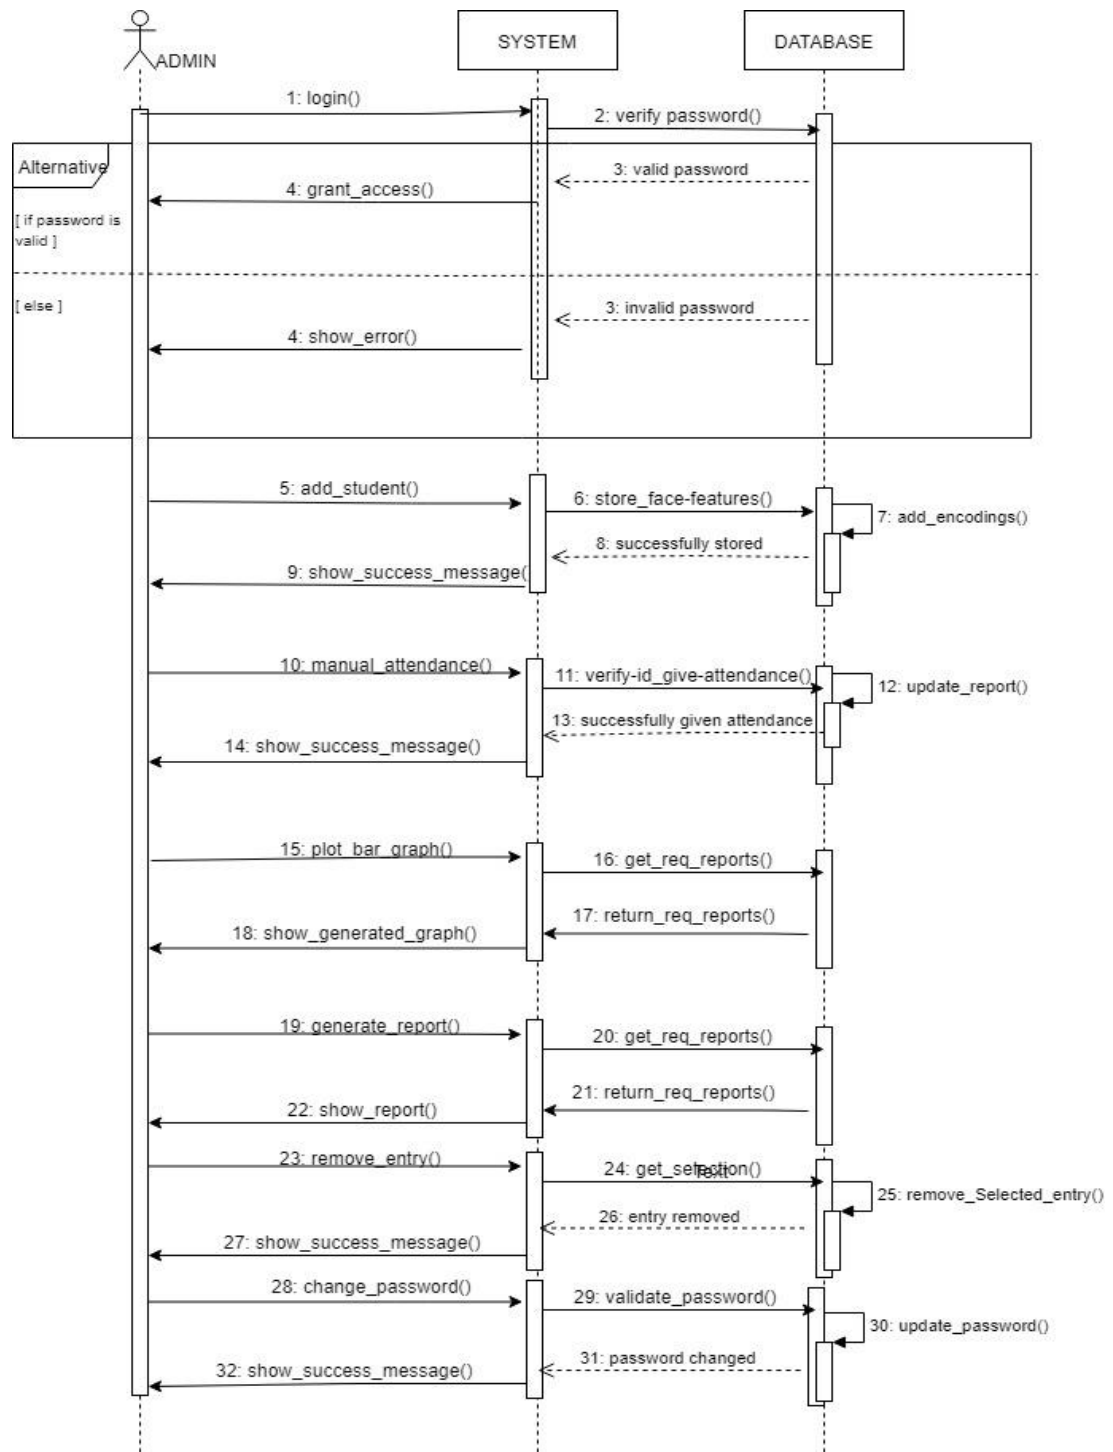 ADMIN
SYSTEM
DATABASE
1: login()
2: verify password()
Alternative
3: valid password
4: grant_access()
[ if password is
valid ]
[ else ]
3: invalid password
4: show_error()
5: add_student()
6: store_face-features()
7: add_encodings()
8: successfully stored
9: show_success_message(
10: manual_attendance()
11: verify-id_give-attendance()
12: update_report()
13: successfully given attendance
14: show_success_message()
15: plot_bar_graph()
16: get_req_reports()
17: return_req_reports()
18: show_generated_graph()
19: generate_report()
20: get_req_reports()
21: return_req_reports()
22: show_report()
23: remove_entry()
24: get_selection()
Text
25: remove_Selected_entry()
26: entry removed
27: show_success_message()
28: change_password()
29: validate_password()
30: update_password()
31: password changed
32: show_success_message()